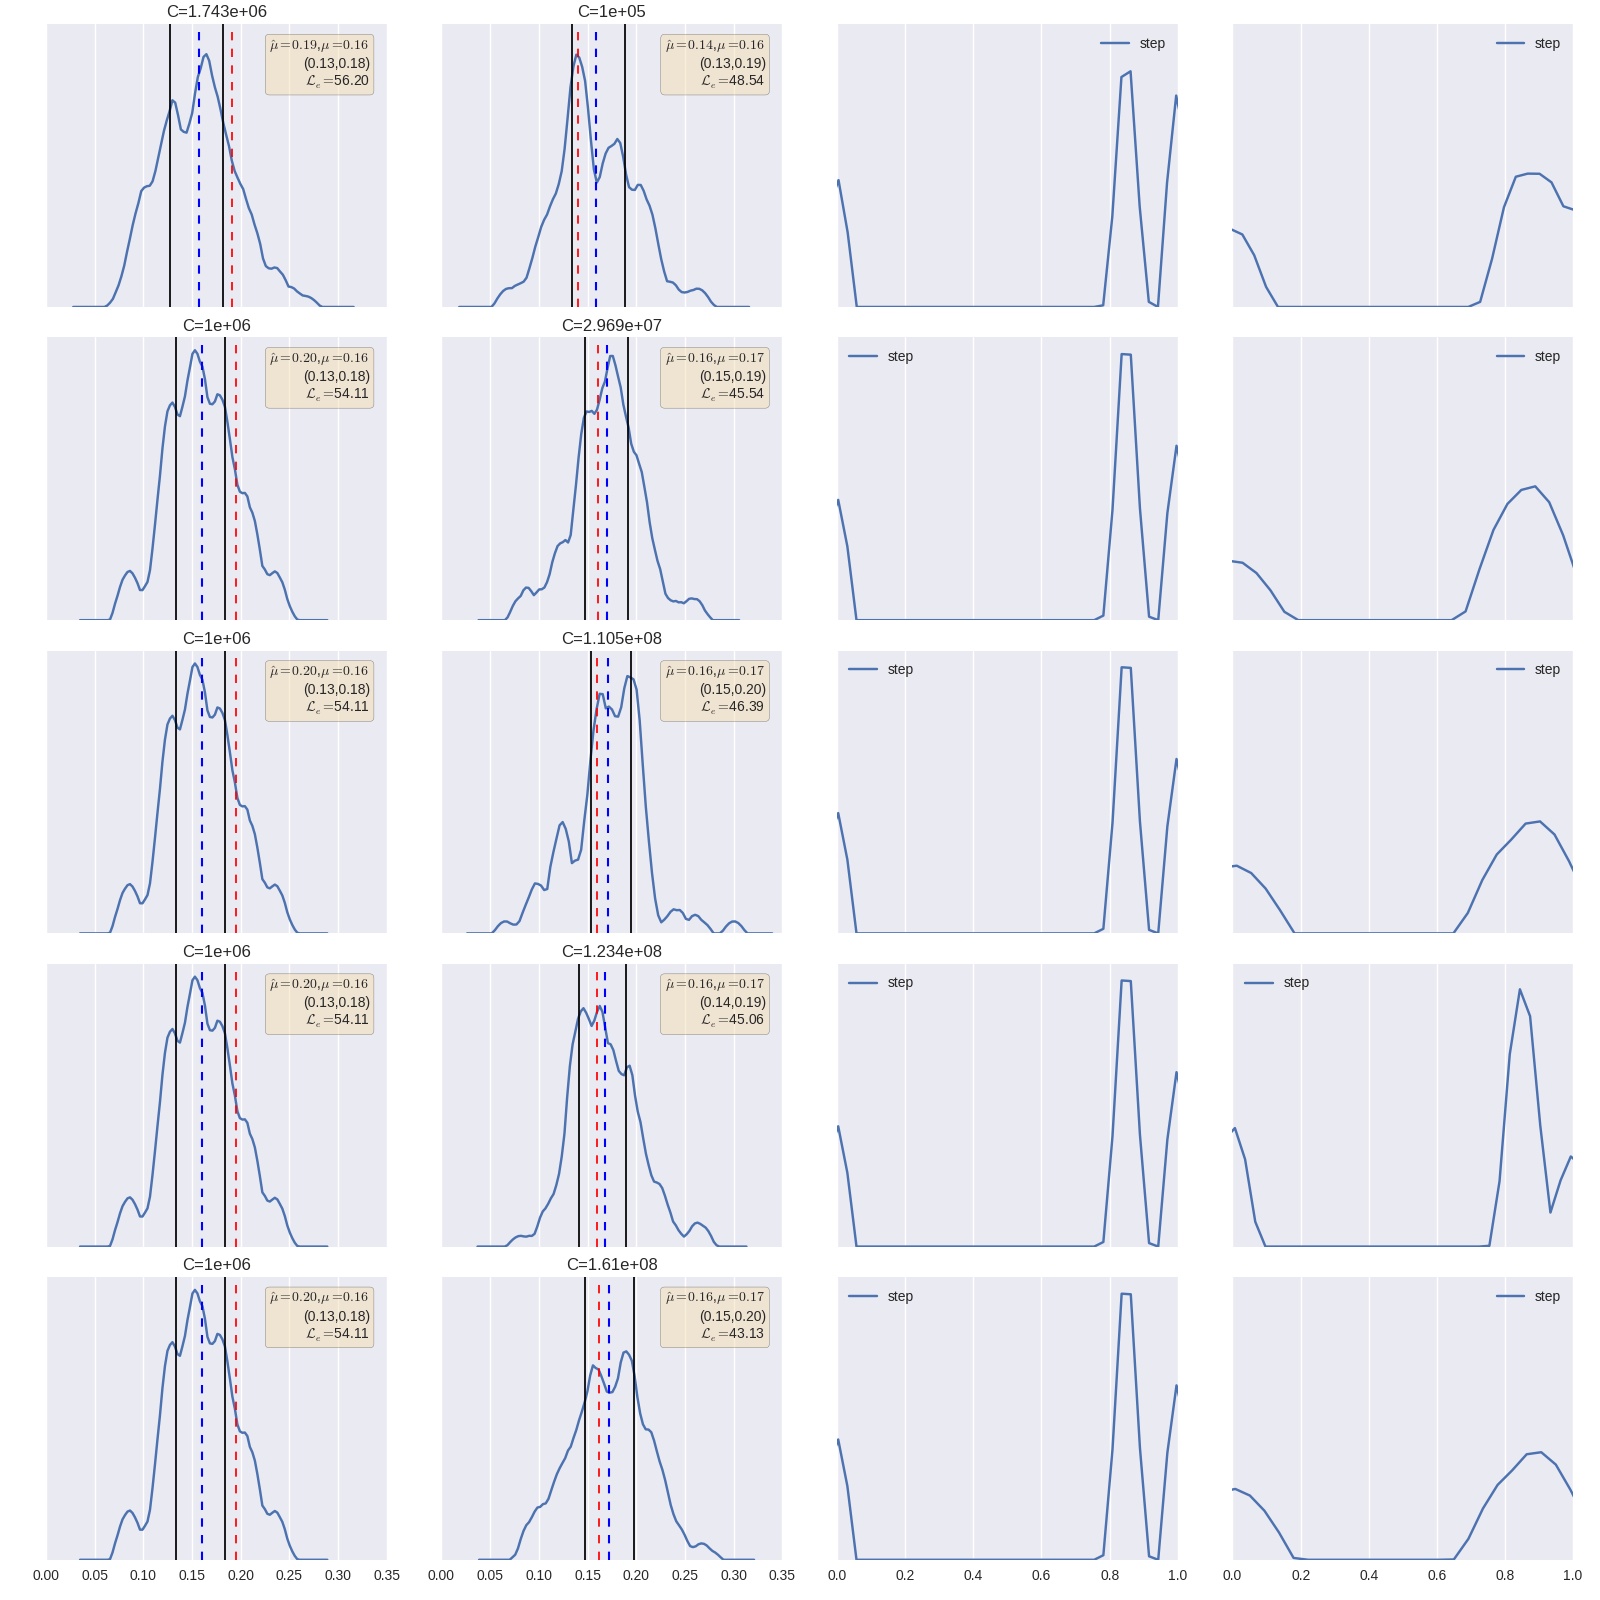 C=1.743e+06
μ̂=0.19,μ=0.16
(0.13,0.18)
ℒₑ=56.20
C=1e+05
μ̂=0.14,μ=0.16
(0.13,0.19)
ℒₑ=48.54
step
step
C=1e+06
μ̂=0.20,μ=0.16
(0.13,0.18)
ℒₑ=54.11
C=2.969e+07
μ̂=0.16,μ=0.17
(0.15,0.19)
ℒₑ=45.54
step
step
C=1e+06
μ̂=0.20,μ=0.16
(0.13,0.18)
ℒₑ=54.11
C=1.105e+08
μ̂=0.16,μ=0.17
(0.15,0.20)
ℒₑ=46.39
step
step
C=1e+06
μ̂=0.20,μ=0.16
(0.13,0.18)
ℒₑ=54.11
C=1.234e+08
μ̂=0.16,μ=0.17
(0.14,0.19)
ℒₑ=45.06
step
step
C=1e+06
μ̂=0.20,μ=0.16
(0.13,0.18)
ℒₑ=54.11
C=1.61e+08
μ̂=0.16,μ=0.17
(0.15,0.20)
ℒₑ=43.13
step
step
0.00 0.05 0.10 0.15 0.20 0.25 0.30 0.35
0.00 0.05 0.10 0.15 0.20 0.25 0.30 0.35
0.0 0.2 0.4 0.6 0.8 1.0
0.0 0.2 0.4 0.6 0.8 1.0